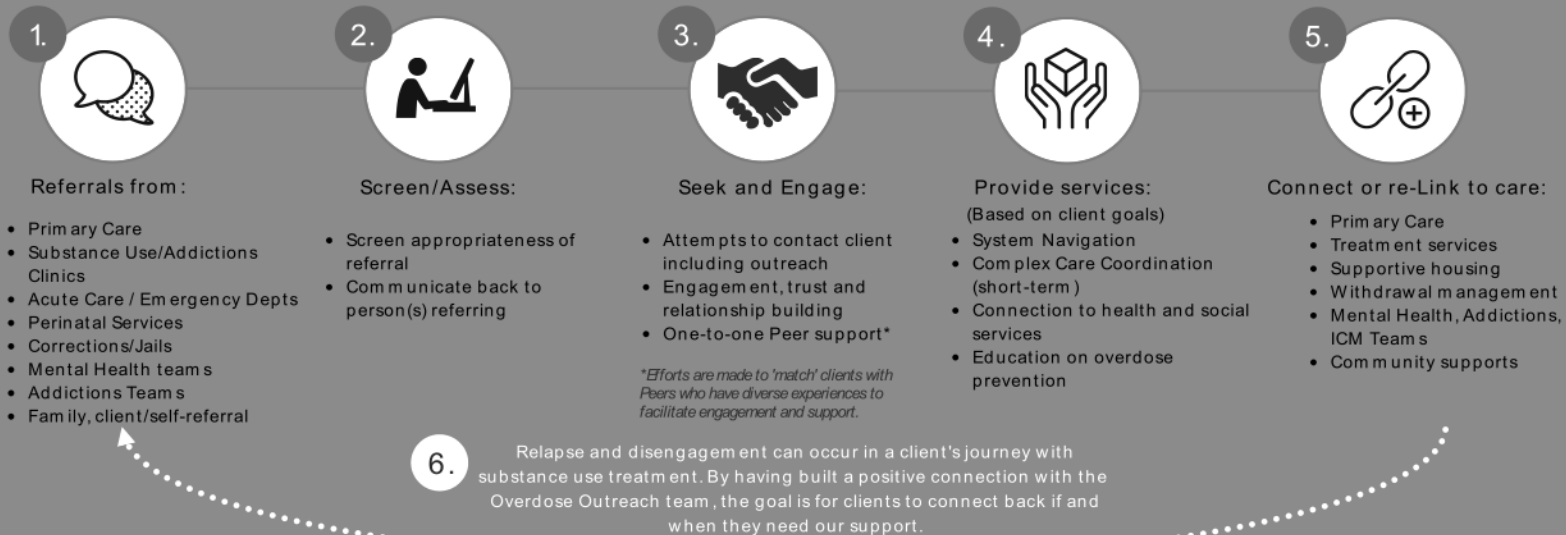 1.
Referrals from:
• Primary Care
• Substance Use/Addictions
Clinics
• Acute Care / Emergency Depts
• Perinatal Services
• Corrections/Jails
• Mental Health teams
• Addictions Teams
• Family, client/self-referral
2.
Screen/Assess:
• Screen appropriateness of
referral
• Communicate back to
person(s) referring
3.
Seek and Engage:
• Attempts to contact client
including outreach
• Engagement, trust and
relationship building
• One-to-one Peer support*
*Efforts are made to 'match' clients with
Peers who have diverse experiences to
facilitate engagement and support.
4.
Provide services:
(Based on client goals)
• System Navigation
• Complex Care Coordination
(short-term)
• Connection to health and social
services
• Education on overdose
prevention
5.
Connect or re-Link to care:
• Primary Care
• Treatment services
• Supportive housing
• Withdrawal management
• Mental Health, Addictions,
ICM Teams
• Community supports
6.
Relapse and disengagement can occur in a client's journey with
substance use treatment. By having built a positive connection with the
Overdose Outreach team, the goal is for clients to connect back if and
when they need our support.